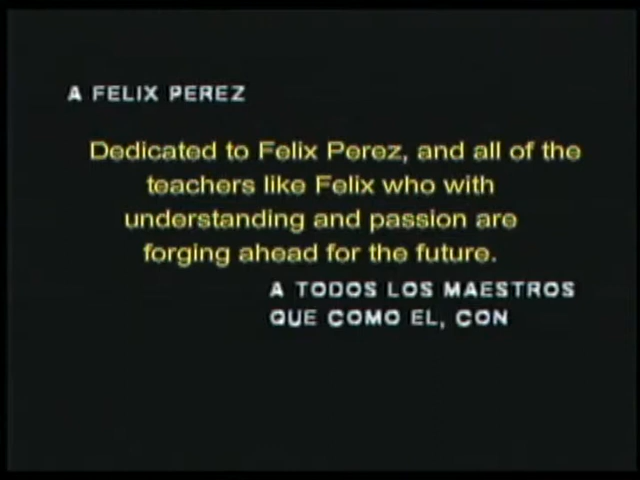 A FELIX PEREZ
Dedicated to Felix Perez, and all of the
teachers like Felix who with
understanding and passion are
forging ahead for the future.
A TODOS LOS MAESTROS
QUE COMO EL, CON